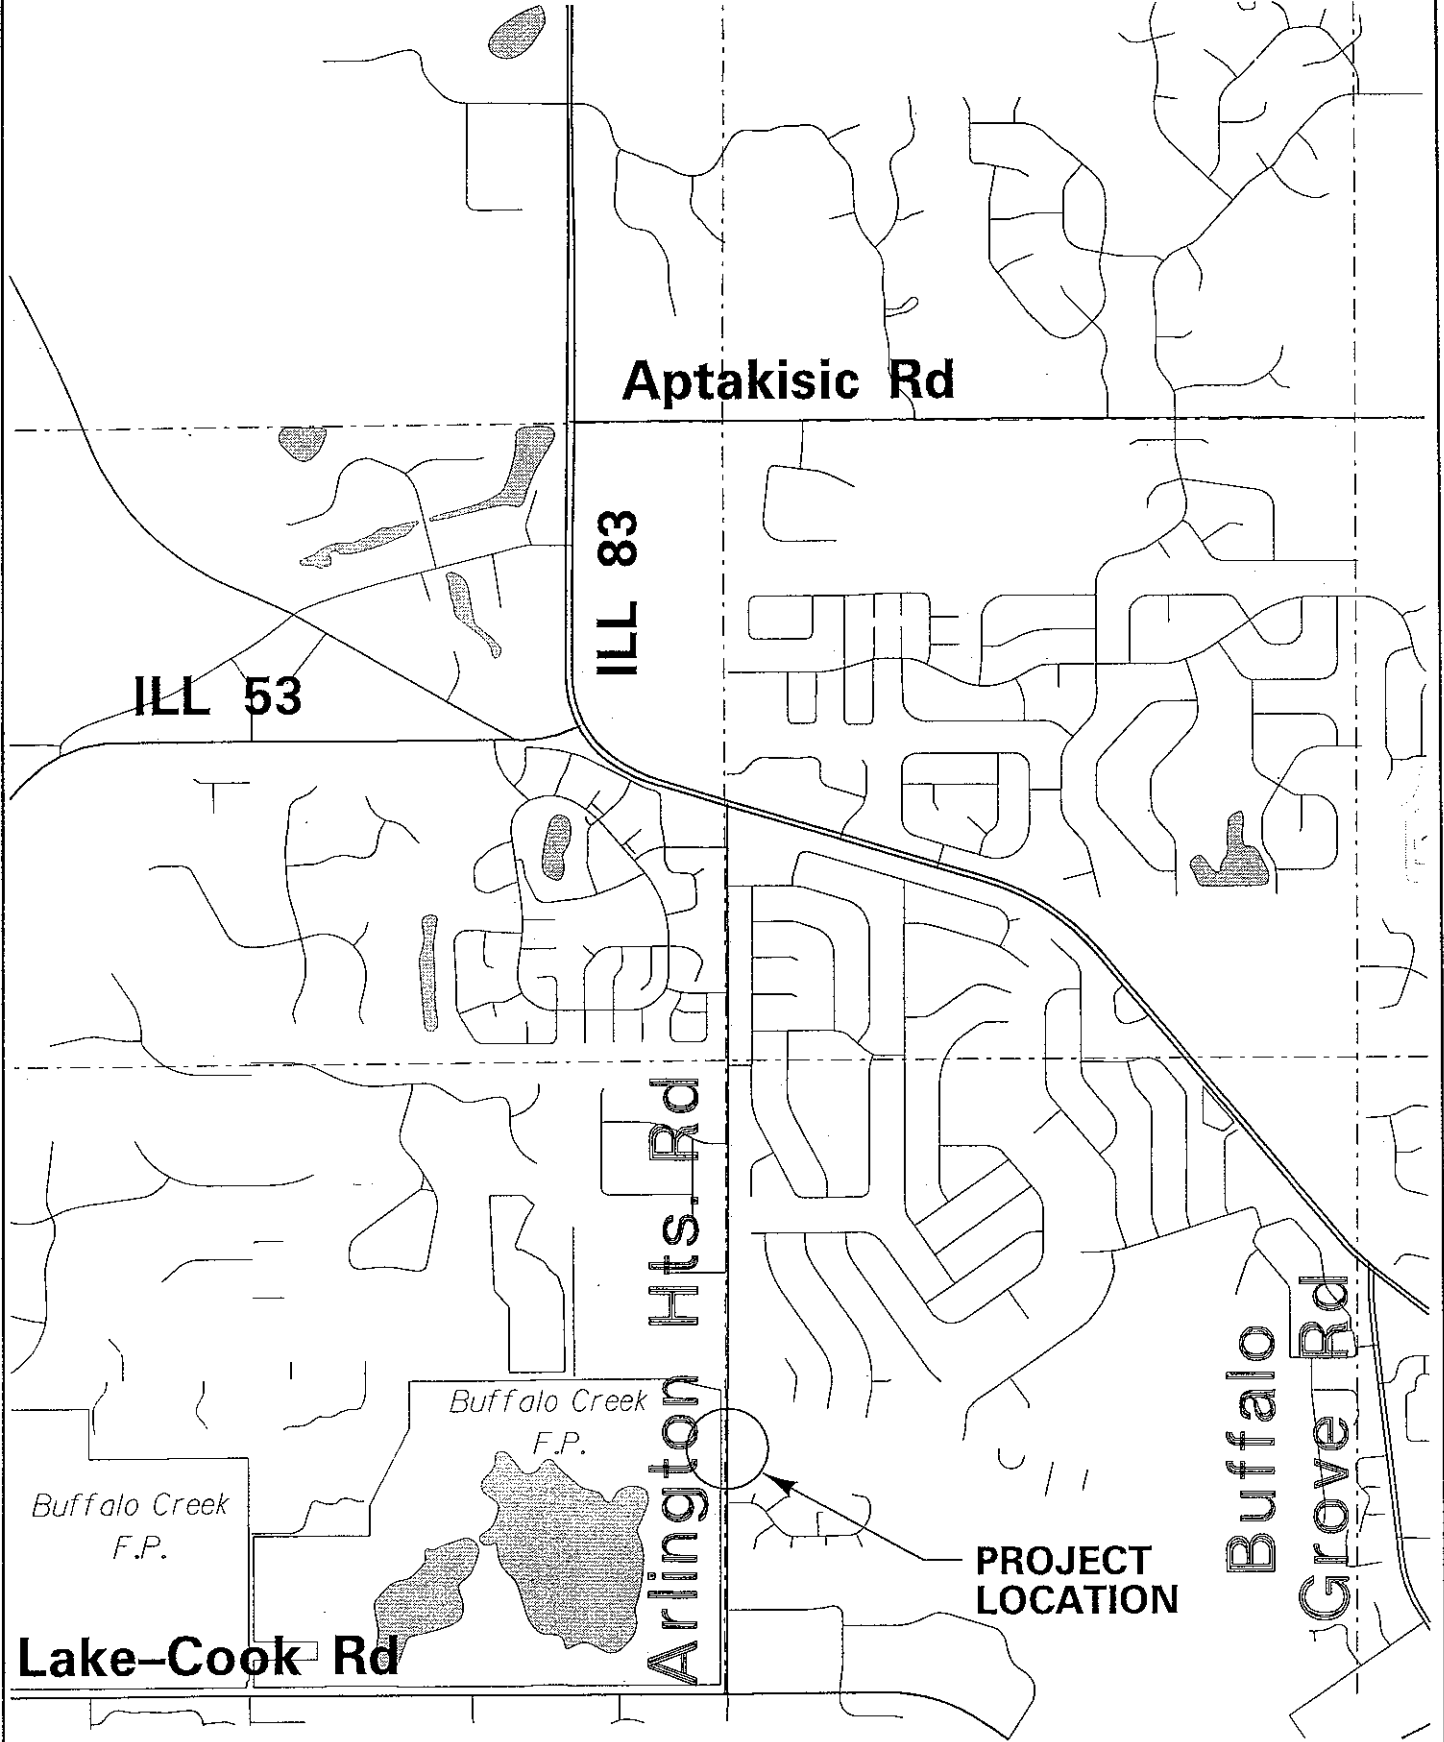 Aptakisic Rd
ILL 83
ILL 53
Arlington Hts. Rd
Buffalo
Grove Rd
Buffalo Creek
F.P.
Buffalo Creek
F.P.
PROJECT
LOCATION
Lake-Cook Rd